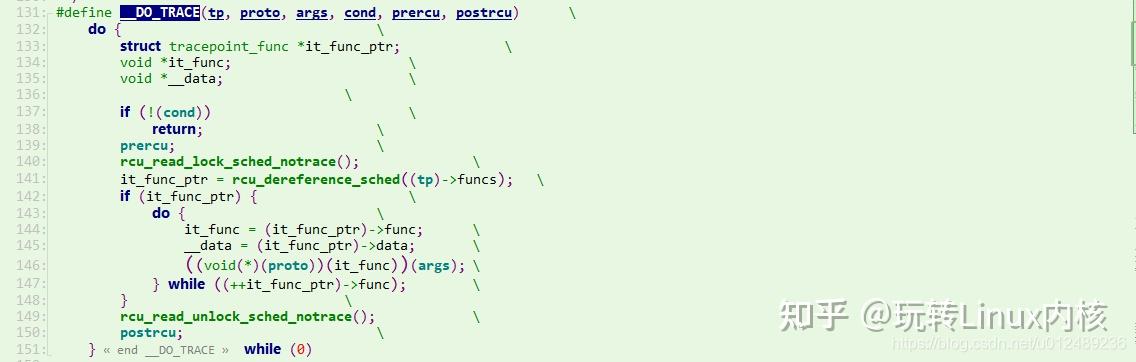 131: #define __DO_TRACE(tp, proto, args, cond, prercu, postrcu) \
132: do { \
133: struct tracepoint_func *it_func_ptr; \
134: void *it_func; \
135: void *__data; \
136: \
137: if (!(cond)) \
138: return; \
139: prercu; \
140: rcu_read_lock_sched_notrace(); \
141: it_func_ptr = rcu_dereference_sched((tp)->funcs); \
142: if (it_func_ptr) { \
143: do { \
144: it_func = (it_func_ptr)->func; \
145: __data = (it_func_ptr)->data; \
146: ((void(*)(proto))(it_func))(args); \
147: } while ((++it_func_ptr)->func); \
148: } \
149: rcu_read_unlock_sched_notrace(); \
150: postrcu; \
151: } « end __DO_TRACE » while (0)
知乎 @玩转Linux内核
https://blog.csdn.net/u012489236